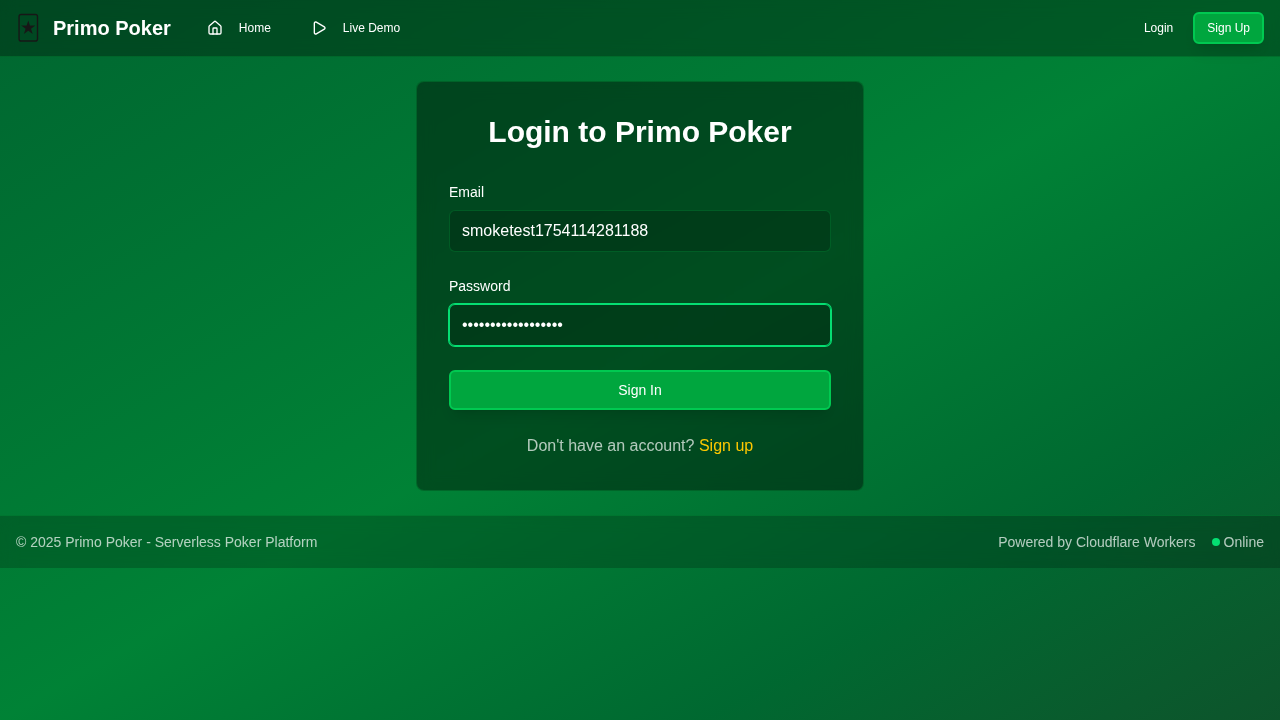 Primo Poker
Home
Live Demo
Login
Sign Up
Login to Primo Poker
Email
smoketest1754114281188
Password
••••••••••••••••••
Sign In
Don't have an account? Sign up
© 2025 Primo Poker - Serverless Poker Platform
Powered by Cloudflare Workers
Online